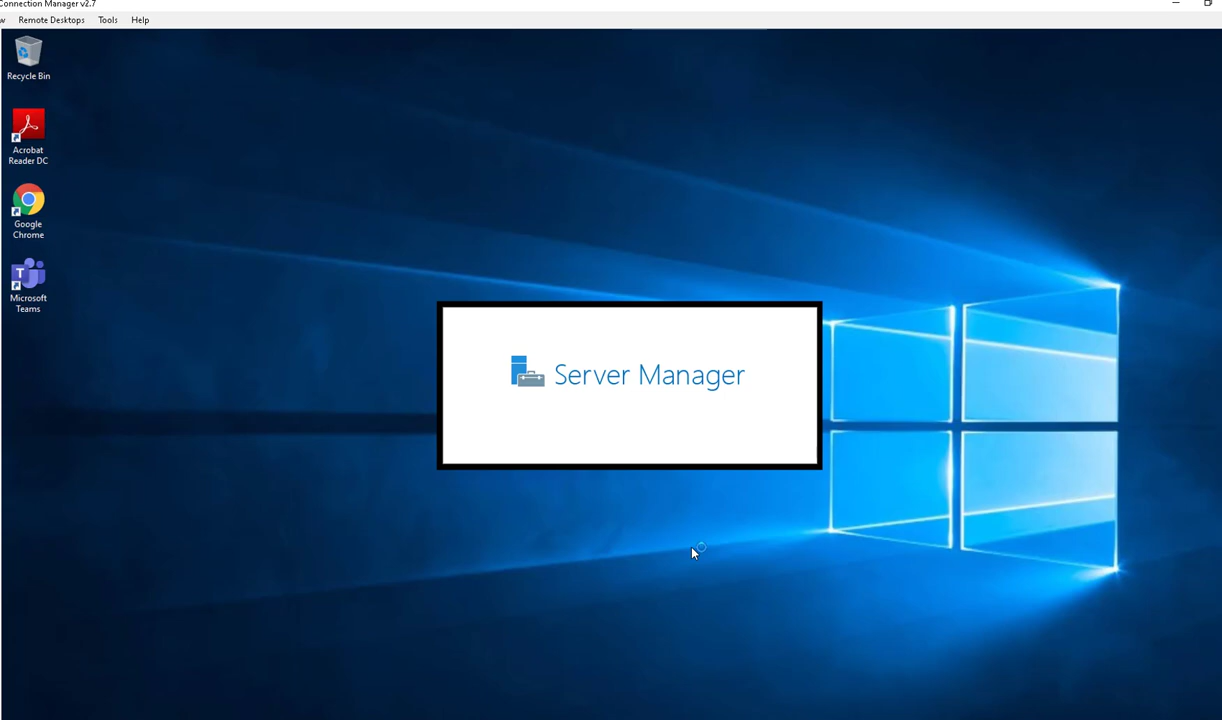 Connection Manager v2.7
w Remote Desktops Tools Help
Recycle Bin
Acrobat
Reader DC
Google
Chrome
T
Microsoft
Teams
Server Manager